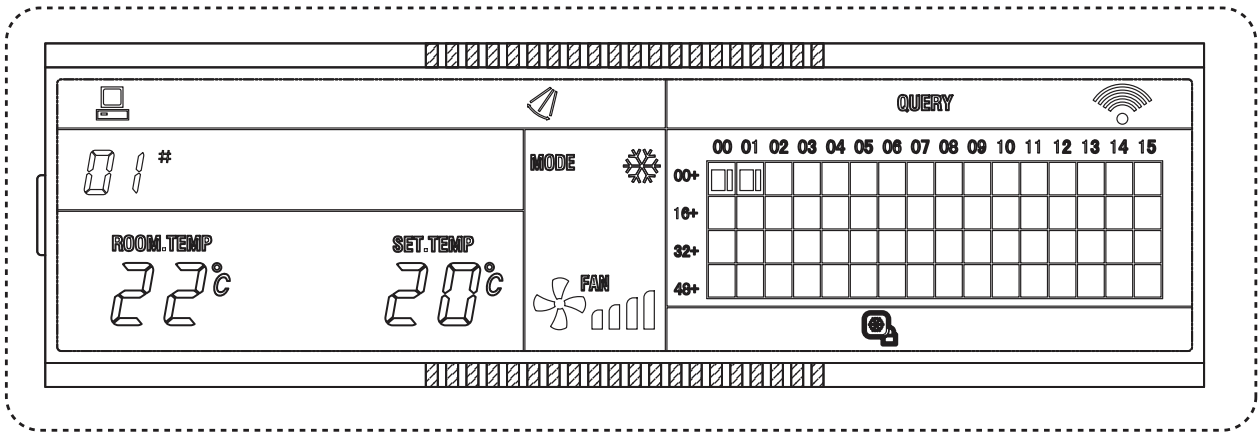 QUERY
01#
MODE
00 01 02 03 04 05 06 07 08 09 10 11 12 13 14 15
00+
16+
32+
48+
ROOM.TEMP
22°C
SET.TEMP
20°C
FAN